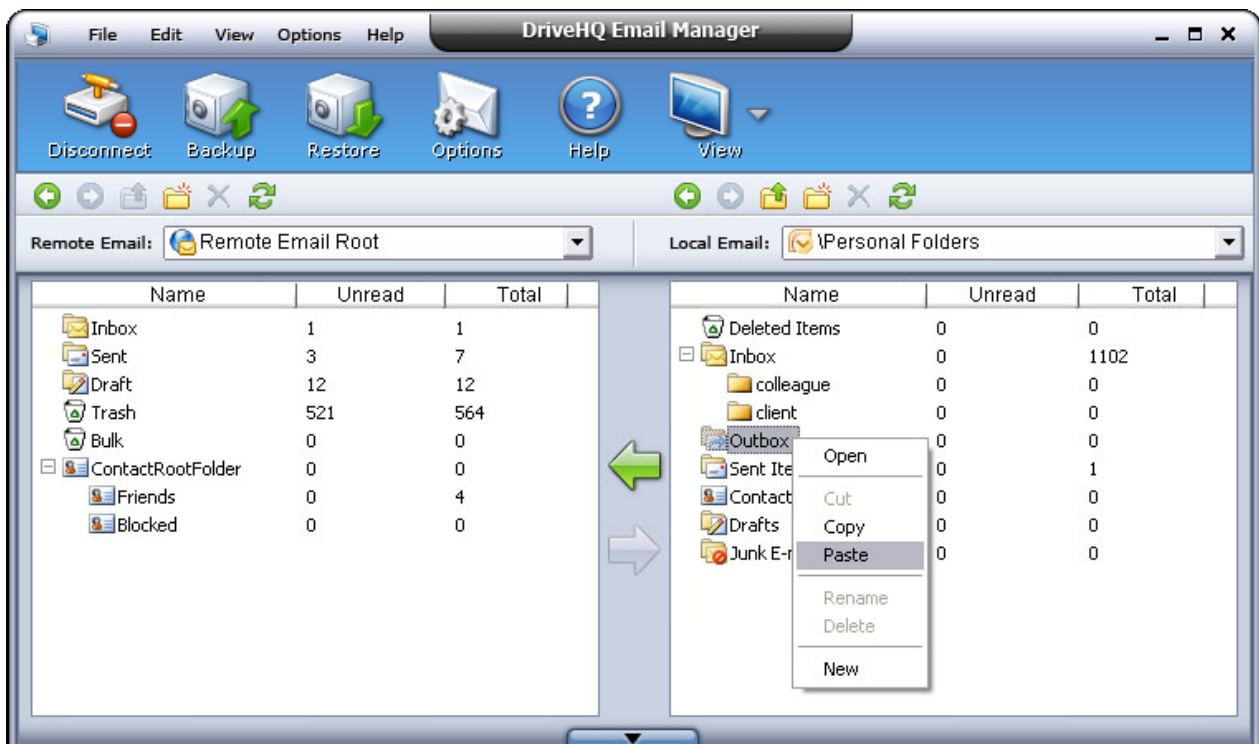 File Edit View Options Help DriveHQ Email Manager
Disconnect Backup Restore Options Help View
Remote Email: Remote Email Root Local Email: \Personal Folders
Name Unread Total
Inbox 1 1
Sent 3 7
Draft 12 12
Trash 521 564
Bulk 0 0
ContactRootFolder 0 0
Friends 0 4
Blocked 0 0
Name Unread Total
Deleted Items 0 0
Inbox 0 1102
colleague 0 0
client 0 0
Outbox 0 0
Sent Ite 0 1
Contact 0 0
Drafts 0 0
Junk E-r 0 0
Open
Cut
Copy
Paste
Rename
Delete
New